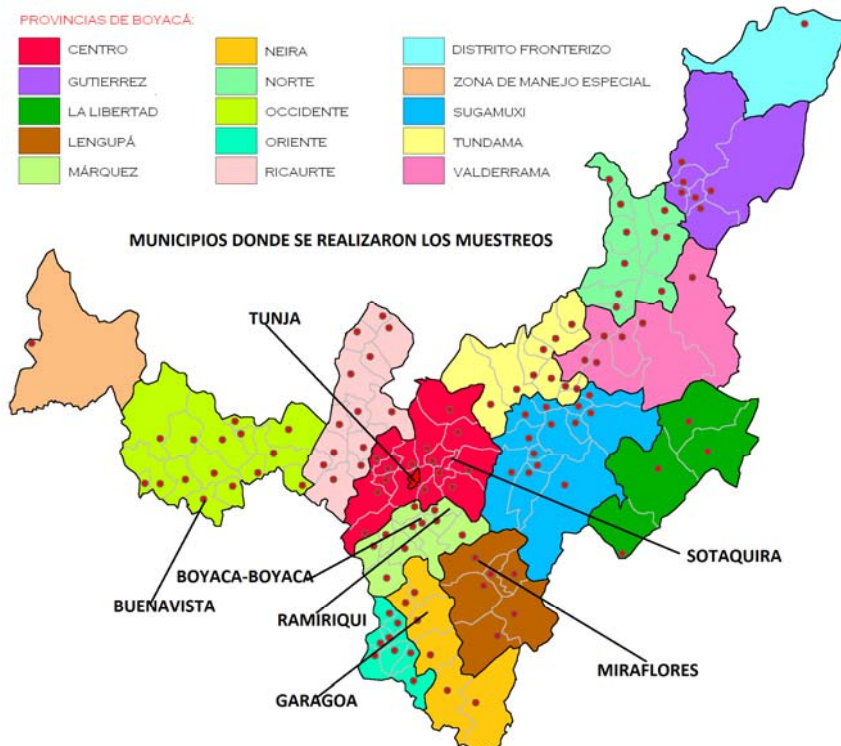 PROVINCIAS DE BOYACÁ:
CENTRO
GUTIERREZ
LA LIBERTAD
LENGUPÁ
MÁRQUEZ
NEIRA
NORTE
OCCIDENTE
ORIENTE
RICAURTE
DISTRITO FRONTERIZO
ZONA DE MANEJO ESPECIAL
SUGAMUXI
TUNDAMA
VALDERRAMA
MUNICIPIOS DONDE SE REALIZARON LOS MUESTREOS
TUNJA
SOTAQUIRA
BOYACA-BOYACA
BUENAVISTA
RAMIRIQUI
MIRAFLORES
GARAGOA